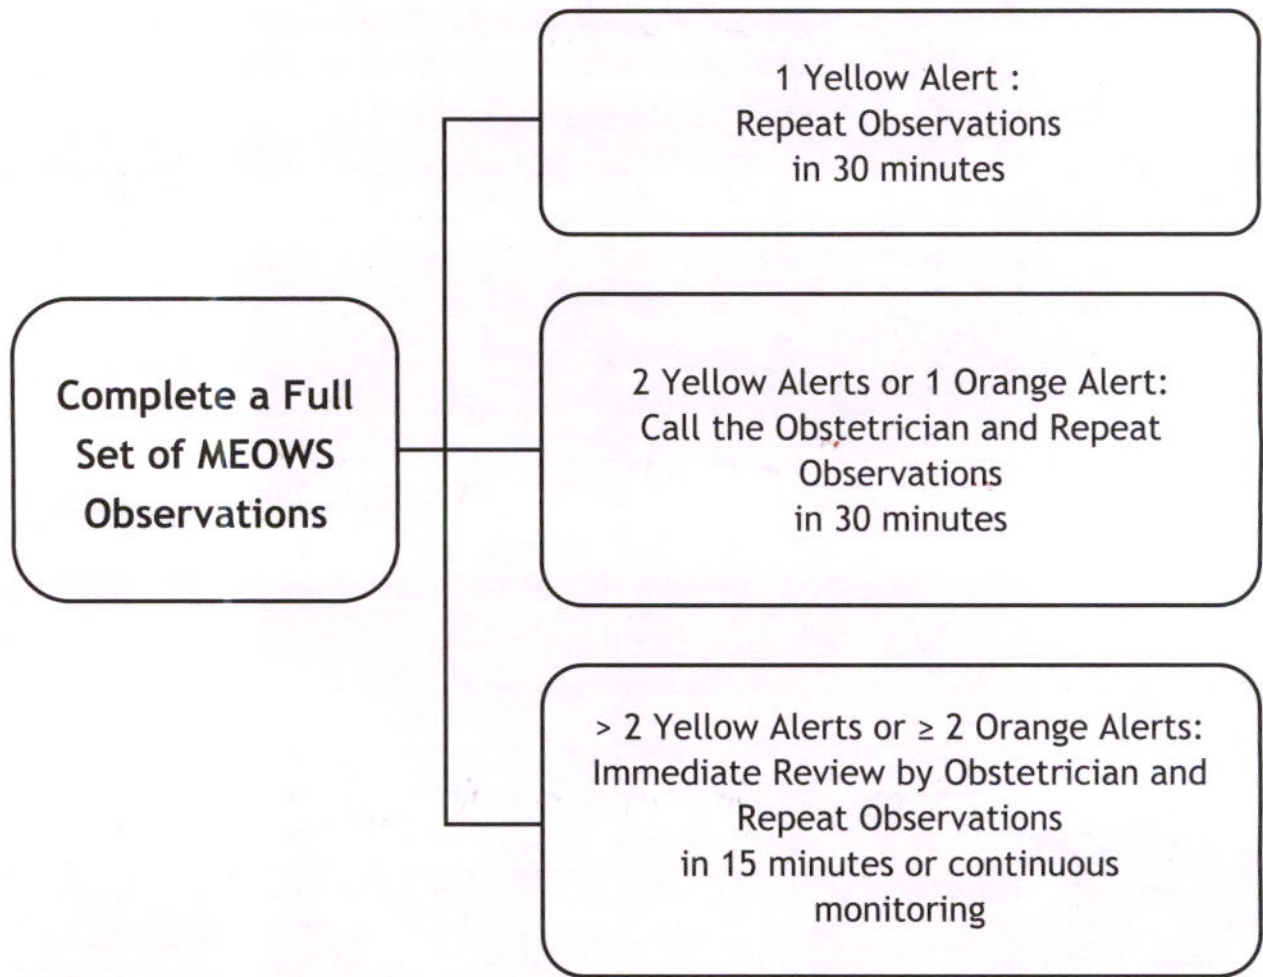 Complete a Full
Set of MEOWS
Observations
1 Yellow Alert :
Repeat Observations
in 30 minutes
2 Yellow Alerts or 1 Orange Alert:
Call the Obstetrician and Repeat
Observations
in 30 minutes
> 2 Yellow Alerts or ≥ 2 Orange Alerts:
Immediate Review by Obstetrician and
Repeat Observations
in 15 minutes or continuous
monitoring